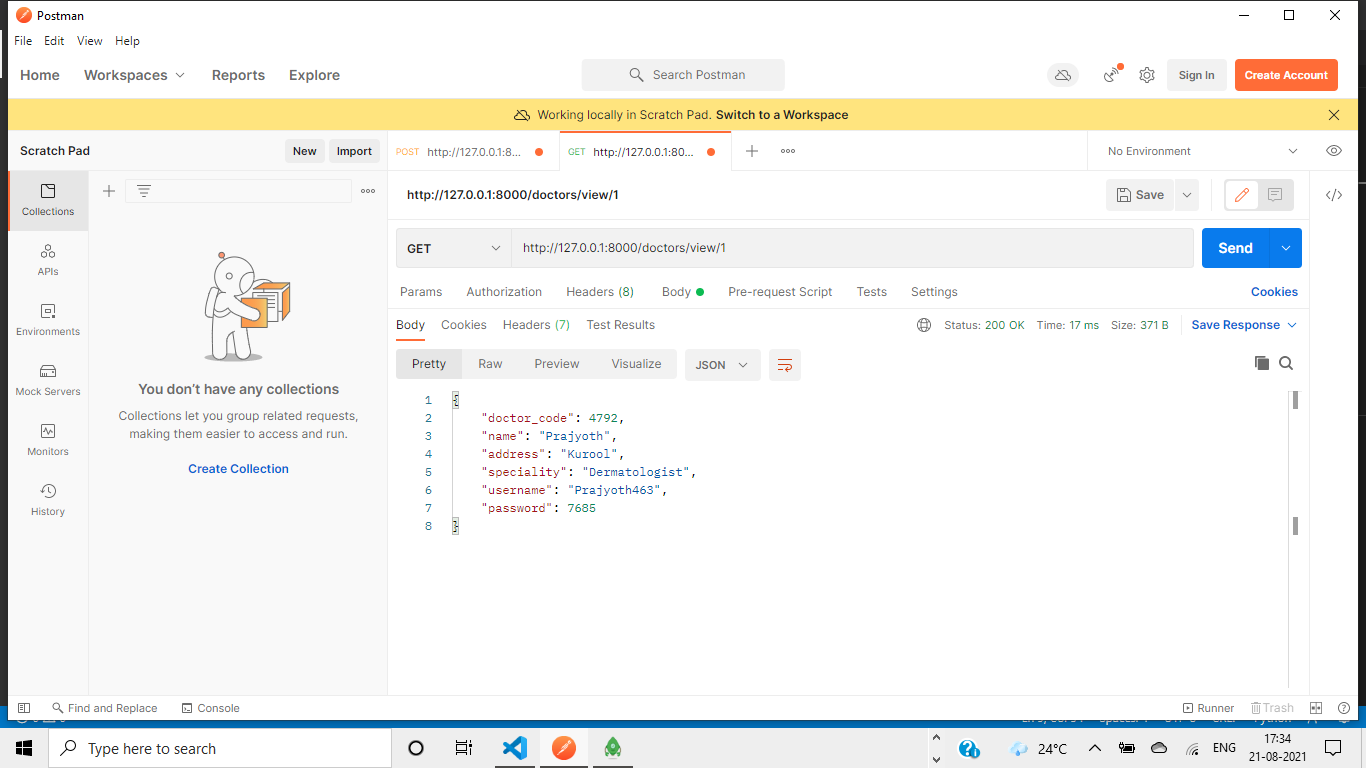 Postman
File Edit View Help
Home Workspaces Reports Explore Search Postman Sign In Create Account
Working locally in Scratch Pad. Switch to a Workspace
Scratch Pad New Import POST http://127.0.0.1:8... GET http://127.0.0.1:80... No Environment
http://127.0.0.1:8000/doctors/view/1 Save
Collections
GET http://127.0.0.1:8000/doctors/view/1 Send
APIs
Params Authorization Headers (8) Body Pre-request Script Tests Settings Cookies
Environments
Body Cookies Headers (7) Test Results Status: 200 OK Time: 17 ms Size: 371 B Save Response
Pretty Raw Preview Visualize JSON
Mock Servers
You don't have any collections
Collections let you group related requests,
making them easier to access and run.
Create Collection
Monitors
History
1 {
2 "doctor_code": 4792,
3 "name": "Prajyoth",
4 "address": "Kurool",
5 "speciality": "Dermatologist",
6 "username": "Prajyoth463",
7 "password": 7685
8 }
Find and Replace Console Runner Trash
Type here to search 24°C ENG 17:34
21-08-2021